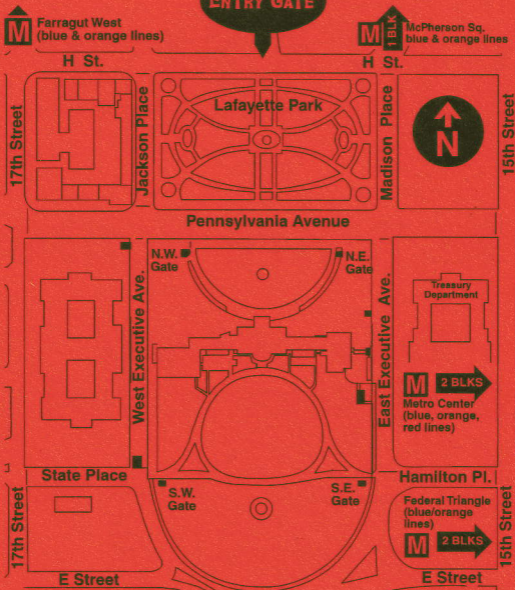 ENTRY GATE
M
Farragut West
(blue & orange lines)
M
1 BLK
McPherson Sq.
blue & orange lines
H St.
H St.
17th Street
Jackson Place
Lafayette Park
Madison Place
N
15th Street
Pennsylvania Avenue
N.W.
Gate
N.E.
Gate
West Executive Ave.
East Executive Ave.
Treasury
Department
M
2 BLKS
Metro Center
(blue, orange,
red lines)
State Place
Hamilton Pl.
S.W.
Gate
S.E.
Gate
Federal Triangle
(blue/orange
lines)
M
2 BLKS
17th Street
15th Street
E Street
E Street